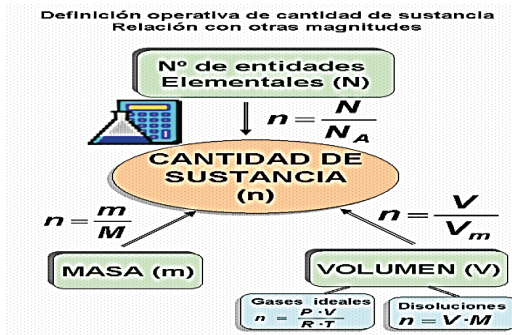 Definición operativa de cantidad de sustancia
Relación con otras magnitudes
Nº de entidades
Elementales (N)
n = N / N_A
CANTIDAD DE
SUSTANCIA
(n)
n = m / M
n = V / V_m
MASA (m)
VOLUMEN (V)
Gases ideales
n = P · V / R · T
Disoluciones
n = V · M